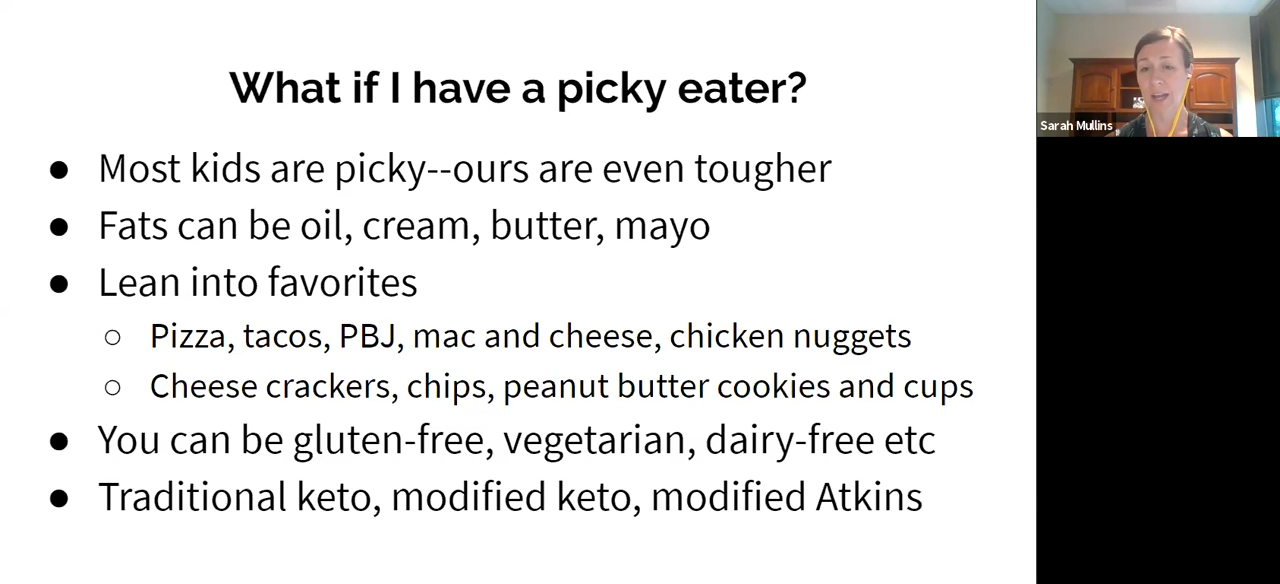 What if I have a picky eater?
● Most kids are picky--ours are even tougher
● Fats can be oil, cream, butter, mayo
● Lean into favorites
○ Pizza, tacos, PBJ, mac and cheese, chicken nuggets
○ Cheese crackers, chips, peanut butter cookies and cups
● You can be gluten-free, vegetarian, dairy-free etc
● Traditional keto, modified keto, modified Atkins
Sarah Mullins